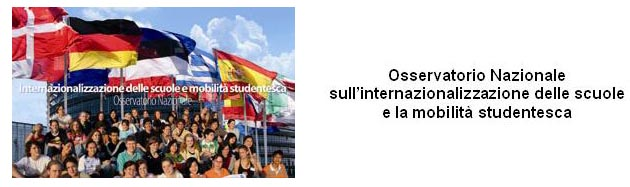 Internazionalizzazione delle scuole e mobilità studentesca
Osservatorio Nazionale
Osservatorio Nazionale
sull'internazionalizzazione delle scuole
e la mobilità studentesca